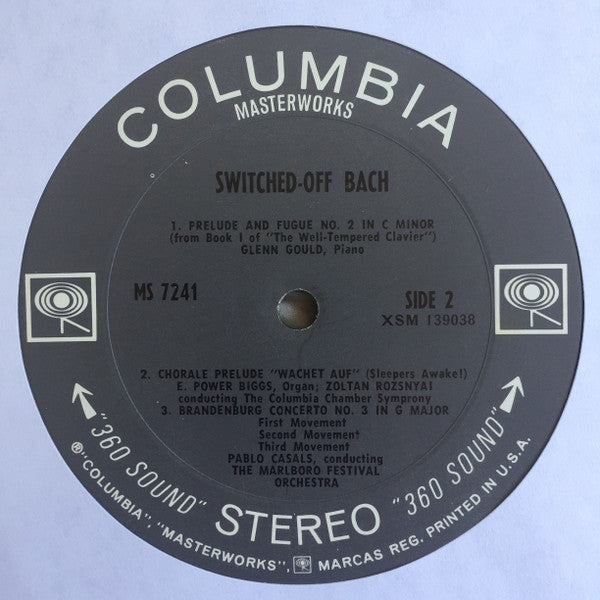 COLUMBIA
MASTERWORKS
SWITCHED-OFF BACH
1. PRELUDE AND FUGUE NO. 2 IN C MINOR
(from Book I of "The Well-Tempered Clavier")
GLENN GOULD, Piano
MS 7241
SIDE 2
XSM 139038
2. CHORALE PRELUDE "WACHET AUF" (Sleepers Awake!)
E. POWER BIGGS, Organ; ZOLTAN ROZSNYAI
conducting The Columbia Chamber Symprony
3. BRANDENBURG CONCERTO NO. 3 IN G MAJOR
First Movement
Second Movement
Third Movement
PABLO CASALS, conducting
THE MARLBORO FESTIVAL
ORCHESTRA
"360 SOUND" STEREO "360 SOUND"
®"COLUMBIA", "MASTERWORKS", MARCAS REG. PRINTED IN U.S.A.